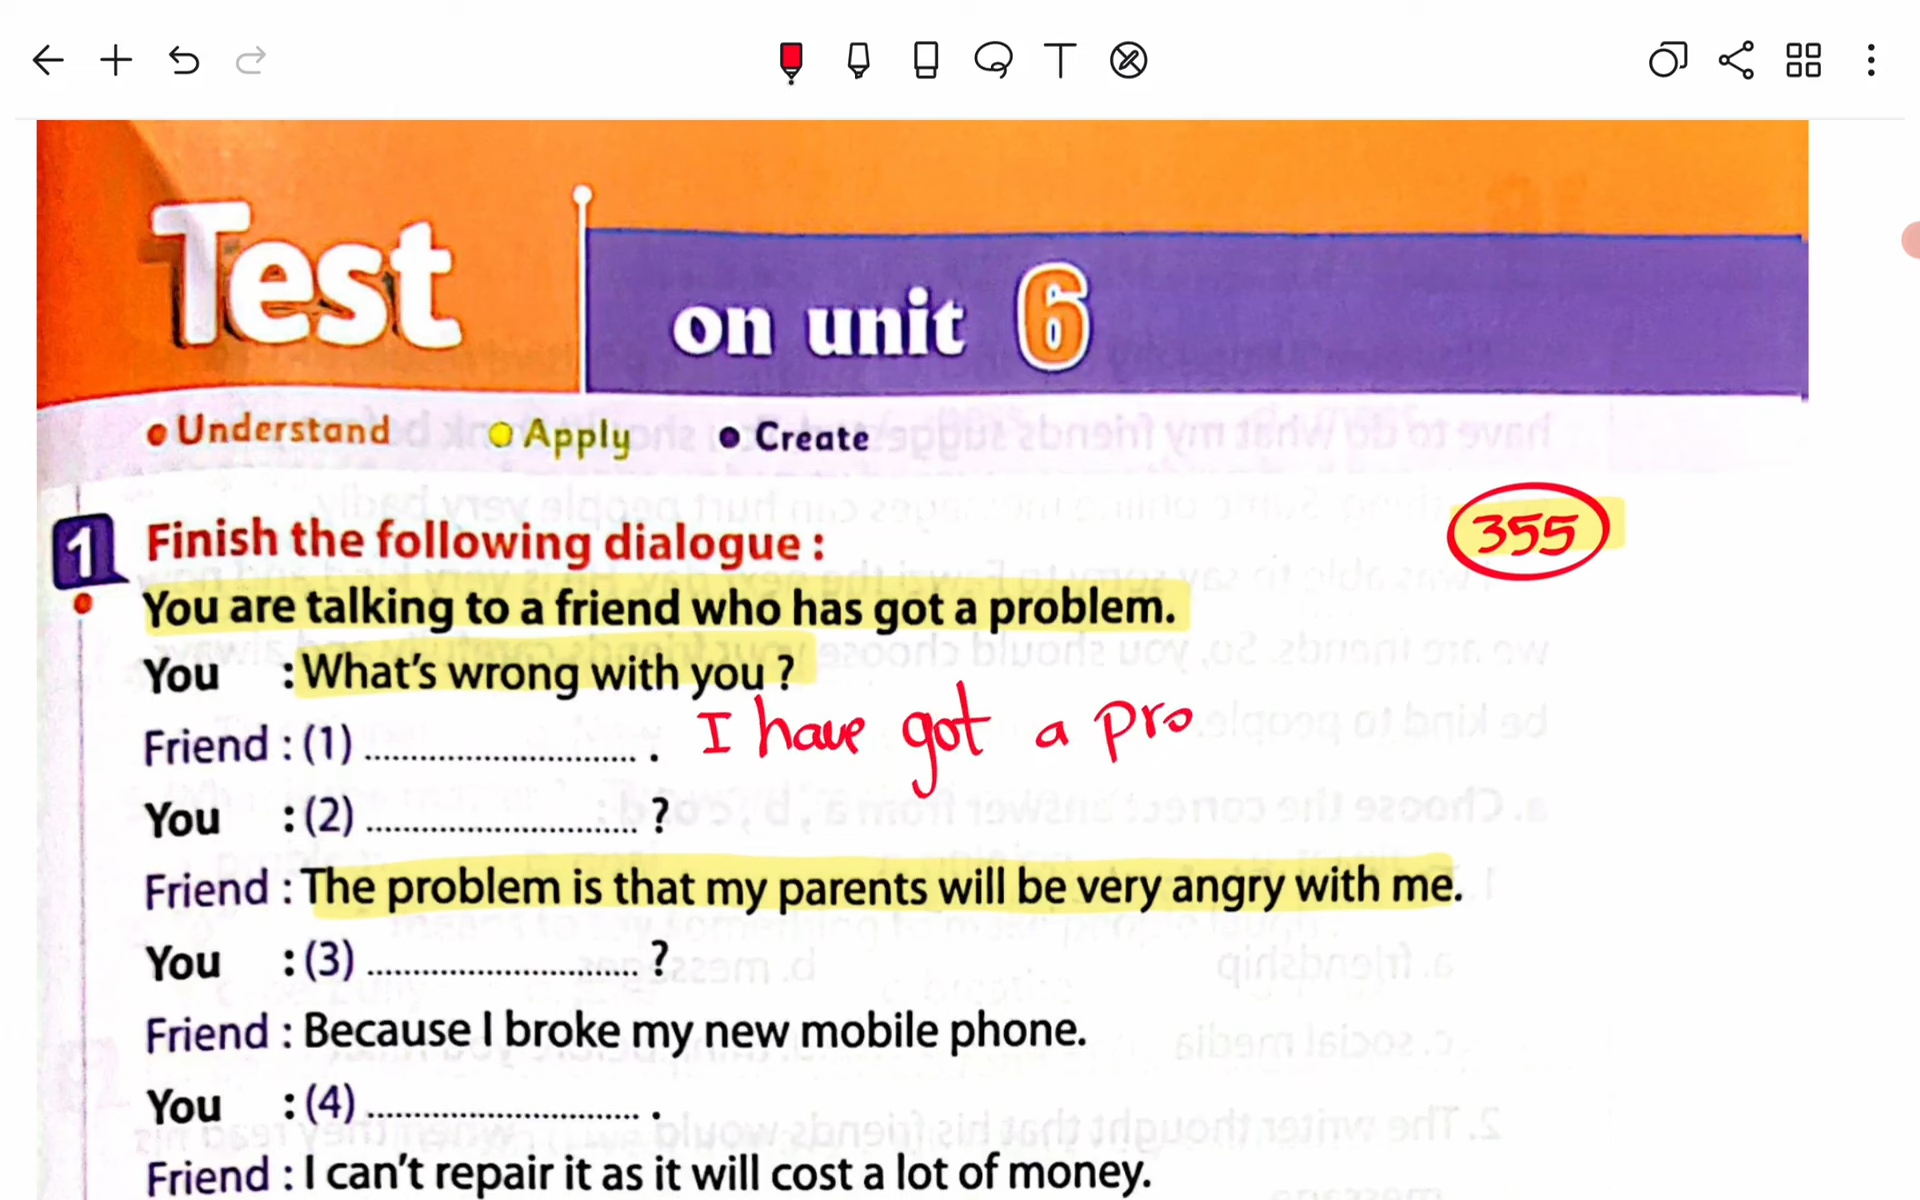 Test
on unit 6
Understand Apply Create
1 Finish the following dialogue :
355
You are talking to a friend who has got a problem.
You : What's wrong with you ?
Friend : (1) ............................. .
I have got a pro
You : (2) ............................. ?
Friend : The problem is that my parents will be very angry with me.
You : (3) ............................. ?
Friend : Because I broke my new mobile phone.
You : (4) ............................. .
Friend : I can't repair it as it will cost a lot of money.